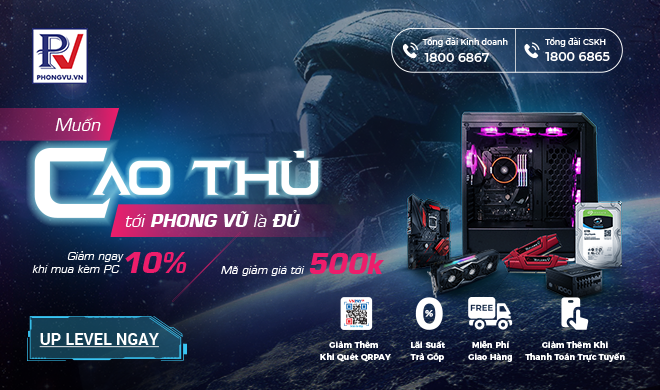 PV
PHONGVU.VN
Tổng đài Kinh doanh
1800 6867
Tổng đài CSKH
1800 6865
Muốn
CAO THỦ
tới PHONG VŨ là ĐỦ
Giảm ngay
khi mua kèm PC 10%
Mã giảm giá tới 500k
UP LEVEL NGAY
VNPAY
Giảm Thêm
Khi Quét QRPAY
%
Lãi Suất
Trả Góp
FREE
Miễn Phí
Giao Hàng
Giảm Thêm Khi
Thanh Toán Trực Tuyến